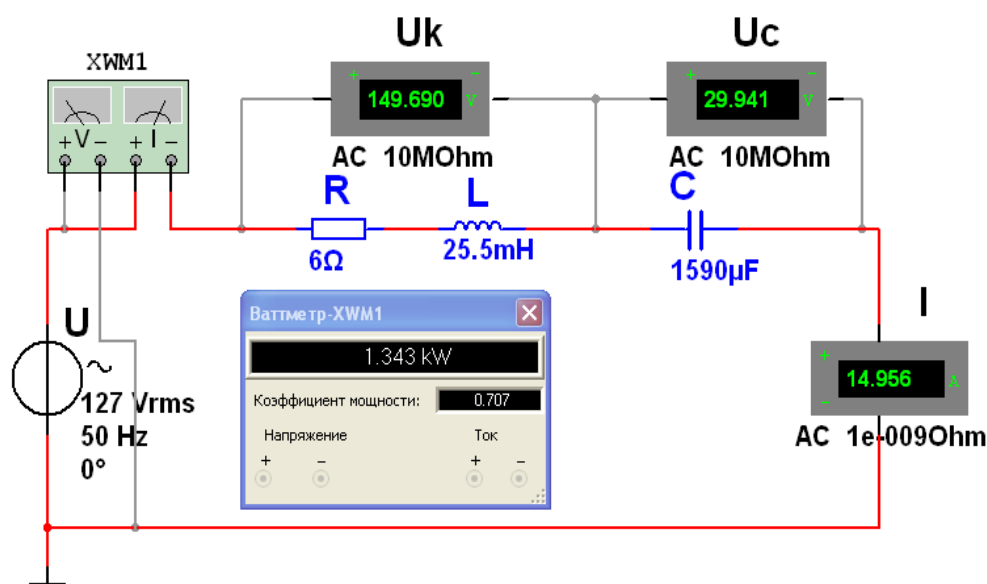 Uk
Uc
XWM1
149.690 V
29.941 V
+ V - + I -
AC 10MOhm
AC 10MOhm
R
L
C
6Ω
25.5mH
1590µF
I
U
Ваттметр-XWM1
1.343 kW
Коэффициент мощности: 0.707
Напряжение
Ток
+ -
+ -
14.956 A
127 Vrms
50 Hz
0°
AC 1e-009Ohm